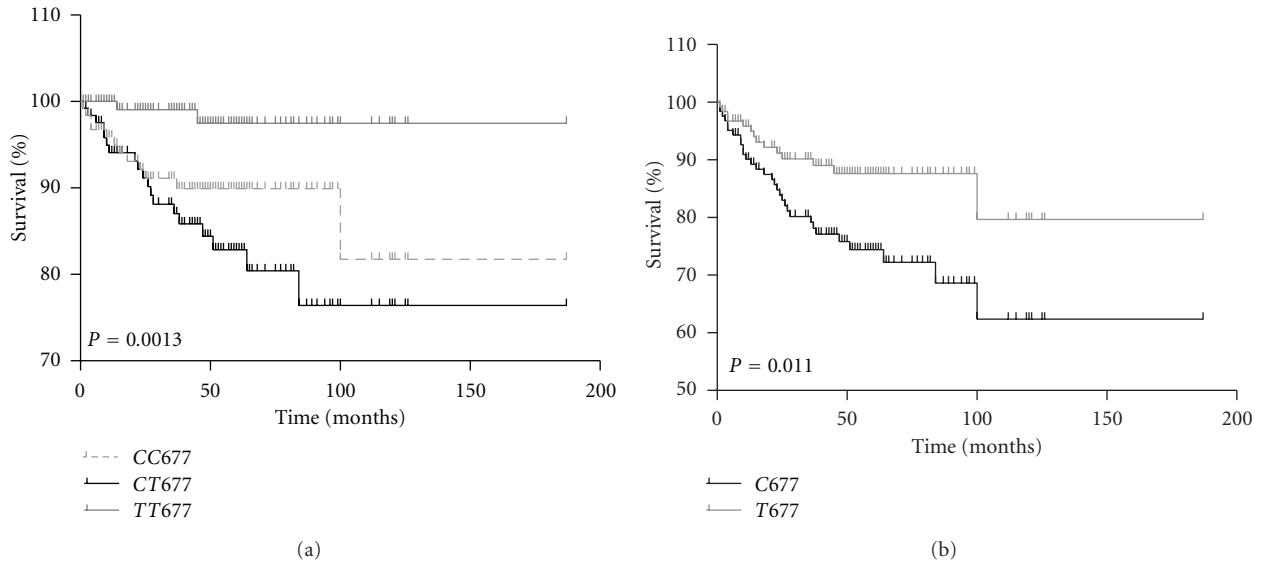 110
100
90
80
70
Survival (%)
P = 0.0013
0 50 100 150 200
Time (months)
CC677
CT677
TT677
(a)
110
100
90
80
70
60
50
Survival (%)
P = 0.011
0 50 100 150 200
Time (months)
C677
T677
(b)